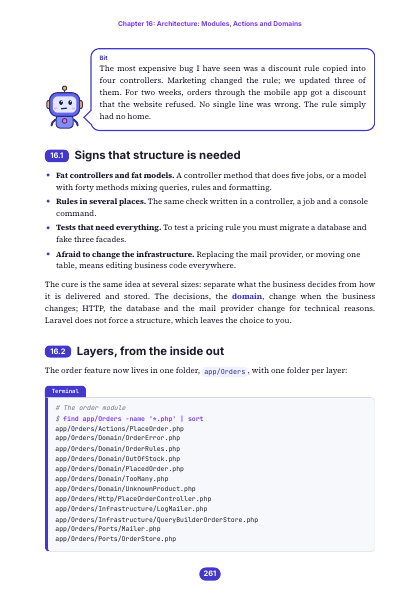 Chapter 16: Architecture: Modules, Actions and Domains
Bit
The most expensive bug I have seen was a discount rule copied into
four controllers. Marketing changed the rule; we updated three of
them. For two weeks, orders through the mobile app got a discount
that the website refused. No single line was wrong. The rule simply
had no home.
16.1 Signs that structure is needed
• Fat controllers and fat models. A controller method that does five jobs, or a model
with forty methods mixing queries, rules and formatting.
• Rules in several places. The same check written in a controller, a job and a console
command.
• Tests that need everything. To test a pricing rule you must migrate a database and
fake three facades.
• Afraid to change the infrastructure. Replacing the mail provider, or moving one
table, means editing business code everywhere.
The cure is the same idea at several sizes: separate what the business decides from how
it is delivered and stored. The decisions, the domain, change when the business
changes; HTTP, the database and the mail provider change for technical reasons.
Laravel does not force a structure, which leaves the choice to you.
16.2 Layers, from the inside out
The order feature now lives in one folder, app/Orders, with one folder per layer:
Terminal
# The order module
$ find app/Orders -name '*.php' | sort
app/Orders/Actions/PlaceOrder.php
app/Orders/Domain/OrderError.php
app/Orders/Domain/OrderRules.php
app/Orders/Domain/OutOfStock.php
app/Orders/Domain/PlacedOrder.php
app/Orders/Domain/TooMany.php
app/Orders/Domain/UnknownProduct.php
app/Orders/Http/PlaceOrderController.php
app/Orders/Infrastructure/LogMailer.php
app/Orders/Infrastructure/QueryBuilderOrderStore.php
app/Orders/Ports/Mailer.php
app/Orders/Ports/OrderStore.php
261